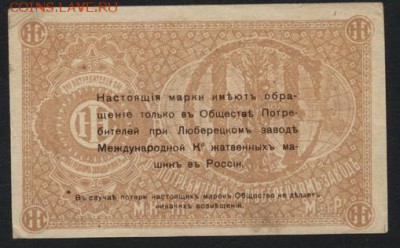 COINS.LAVE.RU
Настоящія марки имѣютъ обра-
щеніе только въ Обществѣ Потре-
бителей при Люберецкомъ заводѣ
Международной Кº жатвенныхъ ма-
шинъ въ Россіи.
* Въ случаѣ потери настоящихъ марокъ Общество не дѣлаетъ
никакихъ возмѣщеній.